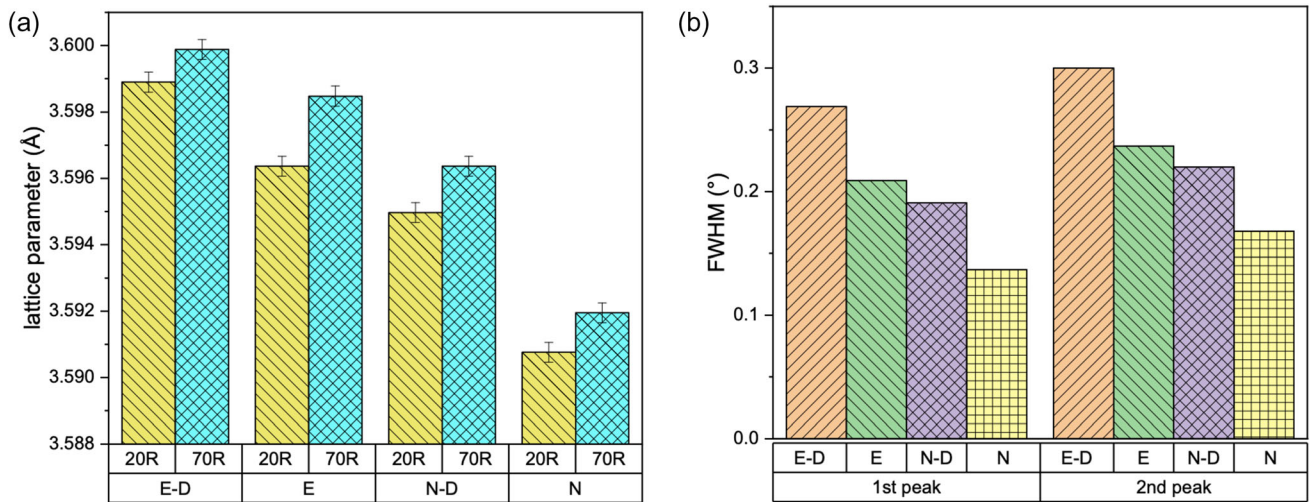 (a)
lattice parameter (Å)
3.600
3.598
3.596
3.594
3.592
3.590
3.588
20R 70R 20R 70R 20R 70R 20R 70R
E-D E N-D N
(b)
FWHM (°)
0.3
0.2
0.1
0.0
E-D E N-D N E-D E N-D N
1st peak 2nd peak